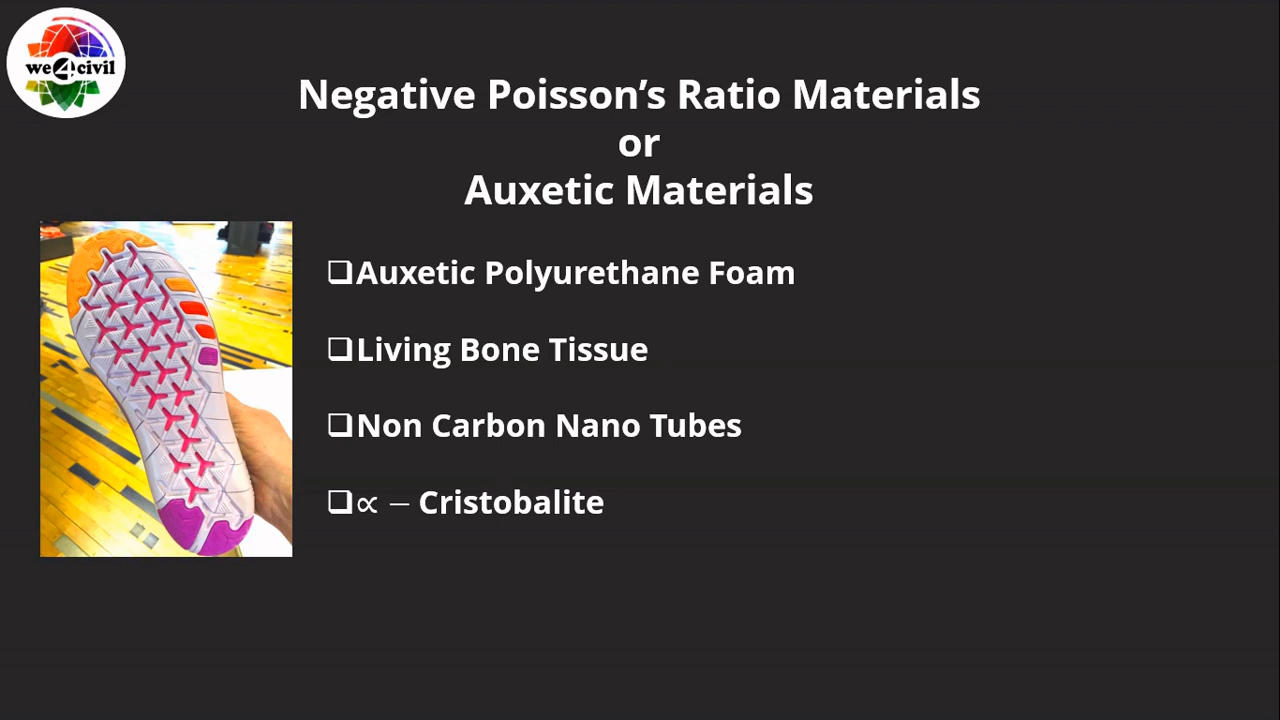 we4civil
Negative Poisson’s Ratio Materials
or
Auxetic Materials
❑Auxetic Polyurethane Foam
❑Living Bone Tissue
❑Non Carbon Nano Tubes
❑∝ − Cristobalite